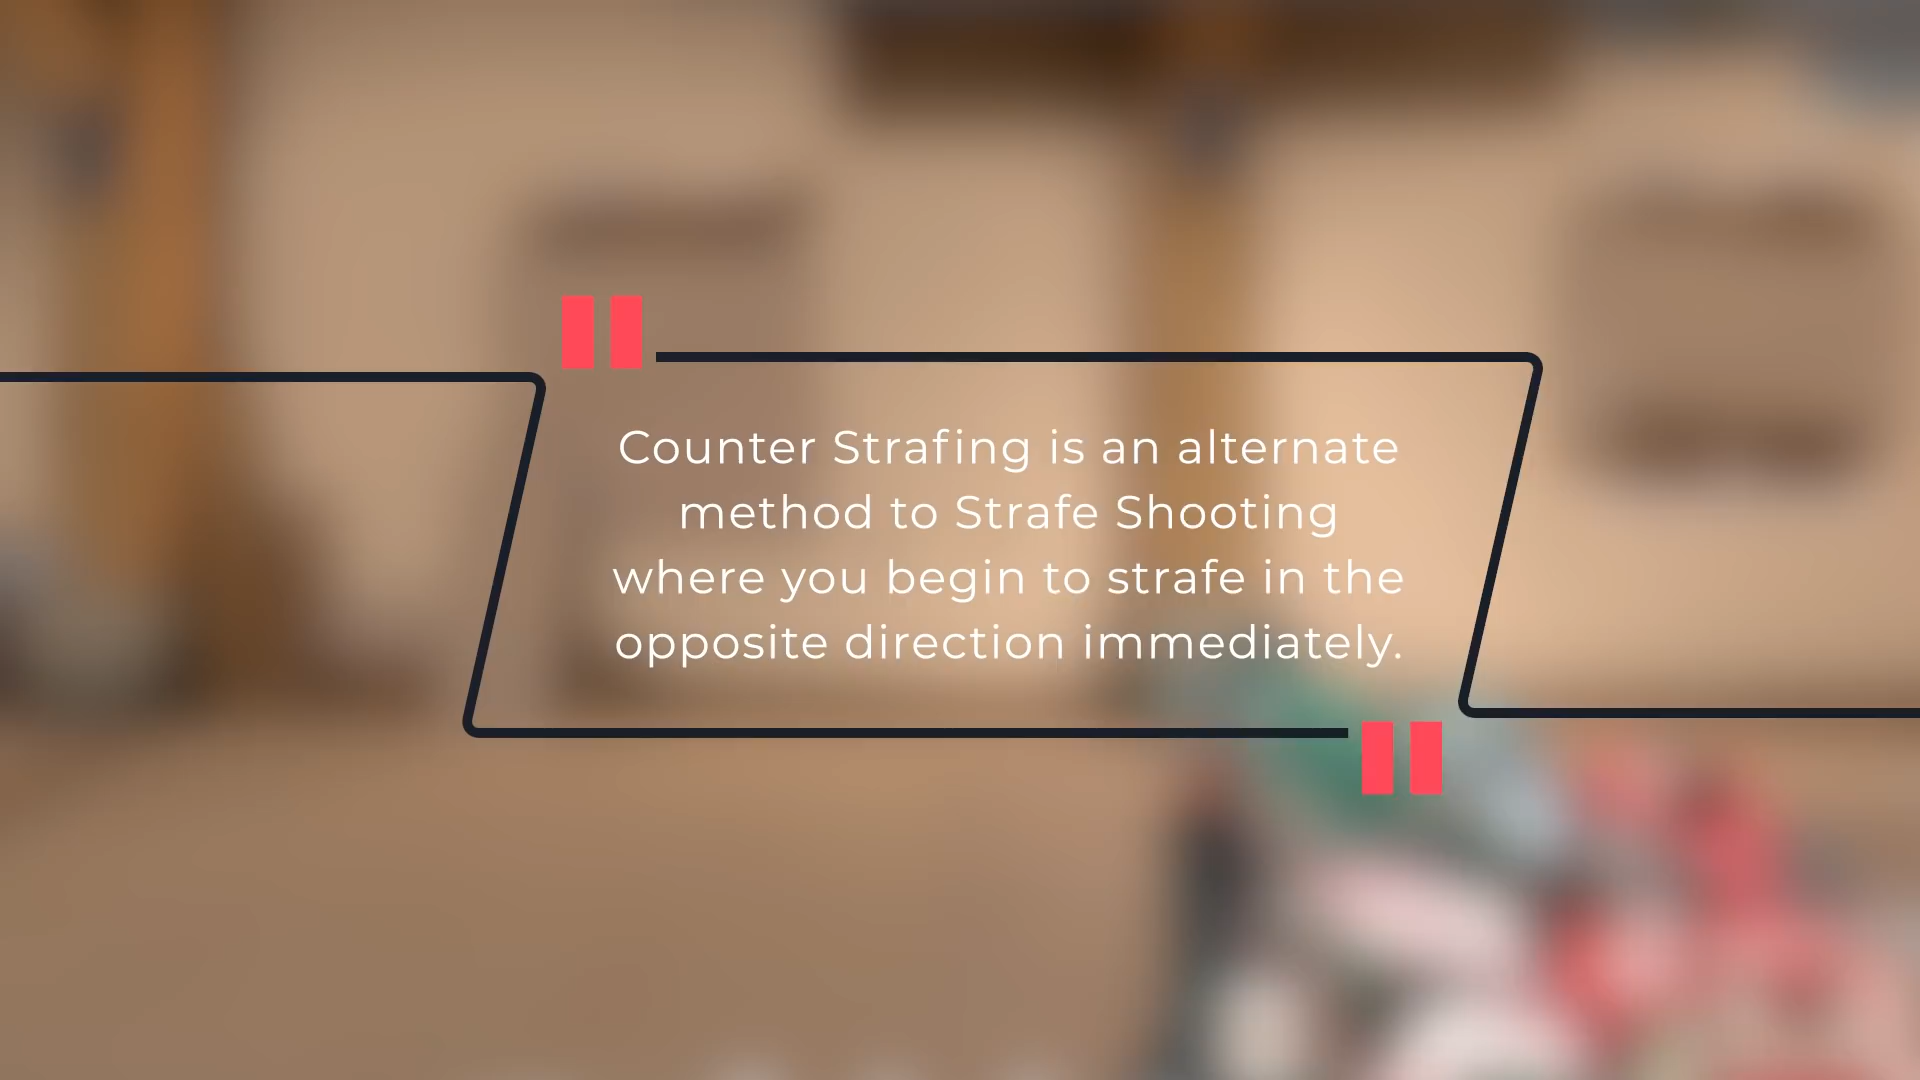 Counter Strafing is an alternate
method to Strafe Shooting
where you begin to strafe in the
opposite direction immediately.